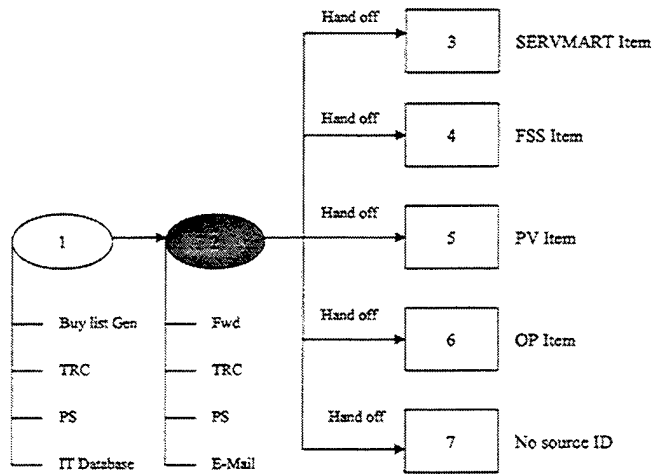 Hand off
3 SERVMART Item
Hand off
4 FSS Item
Hand off
1 2 5 PV Item
Hand off
Buy list Gen Fwd 6 OP Item
TRC TRC
Hand off
PS PS 7 No source ID
IT Database E-Mail